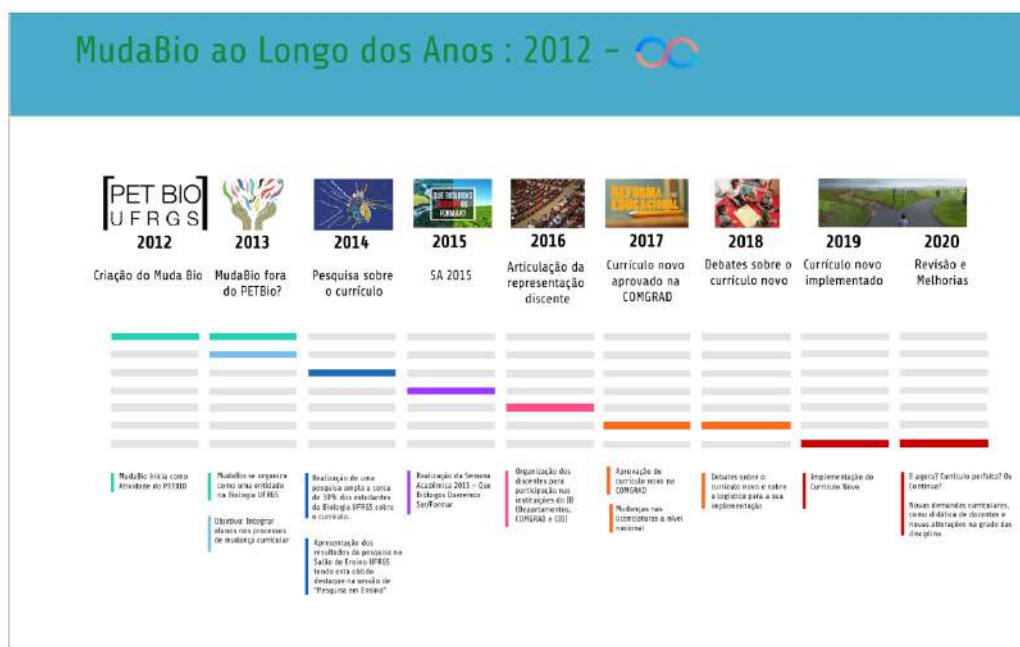 MudaBio ao Longo dos Anos : 2012 -
[PET BIO]
UFRGS
2012
Criação do Muda Bio
2013
MudaBio fora
do PETBio?
2014
Pesquisa sobre
o currículo
QUE BIÓLOGOS
QUEREMOS
FORMAR?
2015
SA 2015
2016
Articulação da
representação
discente
REFORMA
EDUCACIONAL
2017
Currículo novo
aprovado na
COMGRAD
2018
Debates sobre o
currículo novo
2019
Currículo novo
implementado
2020
Revisão e
Melhorias
MudaBio inicia como
Atividade do PETBIO
MudaBio se organiza
como uma entidade
na Biologia UFRGS
Objetivo: Integrar
alunos nos processos
de mudança curricular
Realização de uma
pesquisa ampla a cerca
de 30% dos estudantes
da Biologia UFRGS sobre
o currículo.
Apresentação dos
resultados da pesquisa no
Salão de Ensino UFRGS
tendo esta obtido
destaque na sessão de
"Pesquisa em Ensino"
Realização da Semana
Acadêmica 2015 - Que
Biólogos Queremos
Ser/Formar
Organização dos
discentes para
participação nas
instituições do IB
(Departamentos,
COMGRAD e
Aprovação do
currículo novo na
COMGRAD
Mudanças nas
licenciaturas a nível
nacional
Debates sobre o
currículo novo e sobre
a logística para a sua
implementação
Implementação do
Currículo Novo
E agora? Currículo perfeito? Ou
Continua?
Novas demandas curriculares,
como didática de docentes e
novas alterações na grade das
disciplina